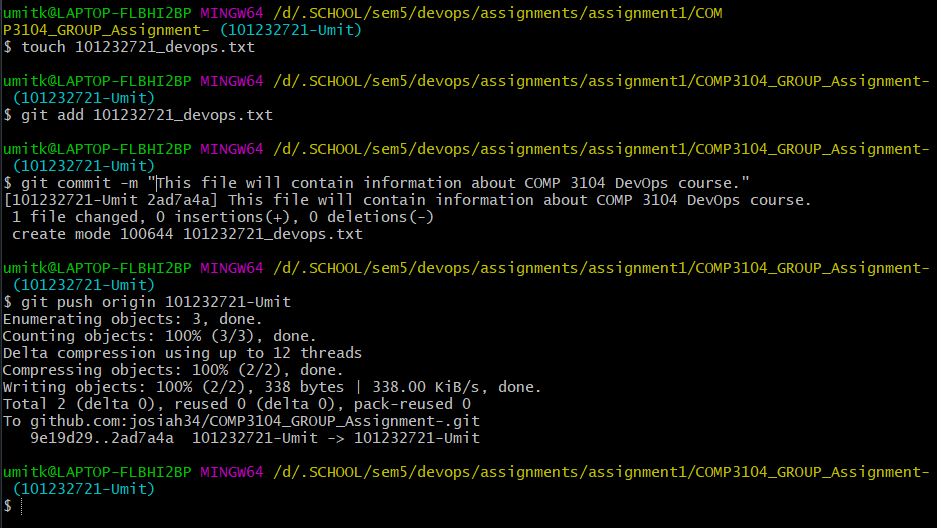 umitk@LAPTOP-FLBHI2BP MINGW64 /d/.SCHOOL/sem5/devops/assignments/assignment1/COM
P3104_GROUP_Assignment- (101232721-Umit)
$ touch 101232721_devops.txt
umitk@LAPTOP-FLBHI2BP MINGW64 /d/.SCHOOL/sem5/devops/assignments/assignment1/COMP3104_GROUP_Assignment-
(101232721-Umit)
$ git add 101232721_devops.txt
umitk@LAPTOP-FLBHI2BP MINGW64 /d/.SCHOOL/sem5/devops/assignments/assignment1/COMP3104_GROUP_Assignment-
(101232721-Umit)
$ git commit -m "This file will contain information about COMP 3104 DevOps course."
[101232721-Umit 2ad7a4a] This file will contain information about COMP 3104 DevOps course.
1 file changed, 0 insertions(+), 0 deletions(-)
create mode 100644 101232721_devops.txt
umitk@LAPTOP-FLBHI2BP MINGW64 /d/.SCHOOL/sem5/devops/assignments/assignment1/COMP3104_GROUP_Assignment-
(101232721-Umit)
$ git push origin 101232721-Umit
Enumerating objects: 3, done.
Counting objects: 100% (3/3), done.
Delta compression using up to 12 threads
Compressing objects: 100% (2/2), done.
Writing objects: 100% (2/2), 338 bytes | 338.00 KiB/s, done.
Total 2 (delta 0), reused 0 (delta 0), pack-reused 0
To github.com:josiah34/COMP3104_GROUP_Assignment-.git
9e19d29..2ad7a4a  101232721-Umit -> 101232721-Umit
umitk@LAPTOP-FLBHI2BP MINGW64 /d/.SCHOOL/sem5/devops/assignments/assignment1/COMP3104_GROUP_Assignment-
(101232721-Umit)
$